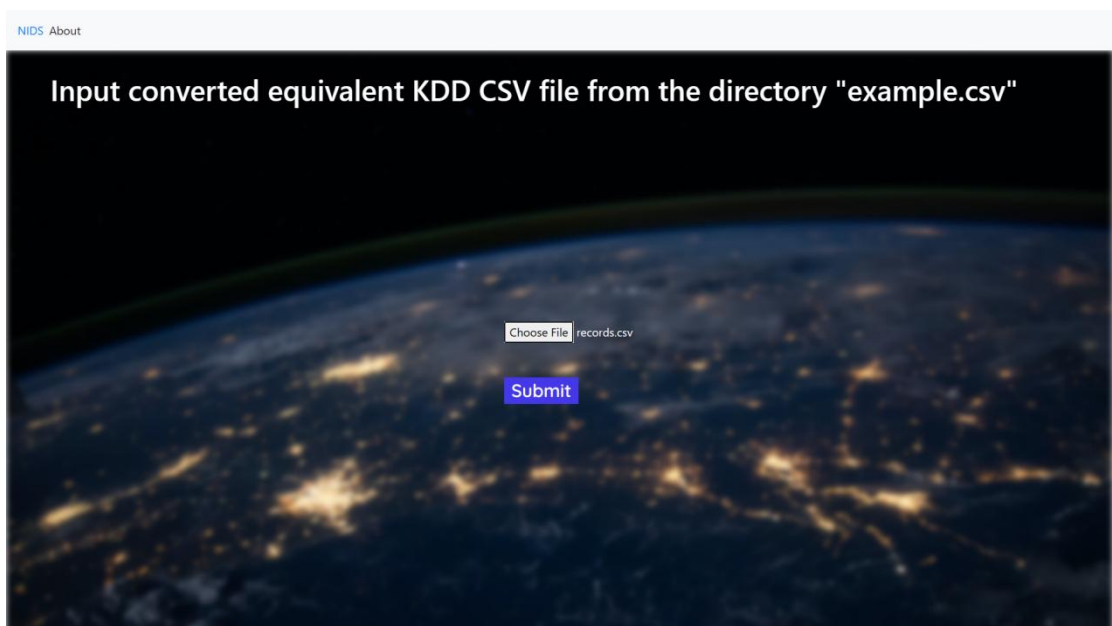 NIDS About
Input converted equivalent KDD CSV file from the directory "example.csv"
Choose File records.csv
Submit